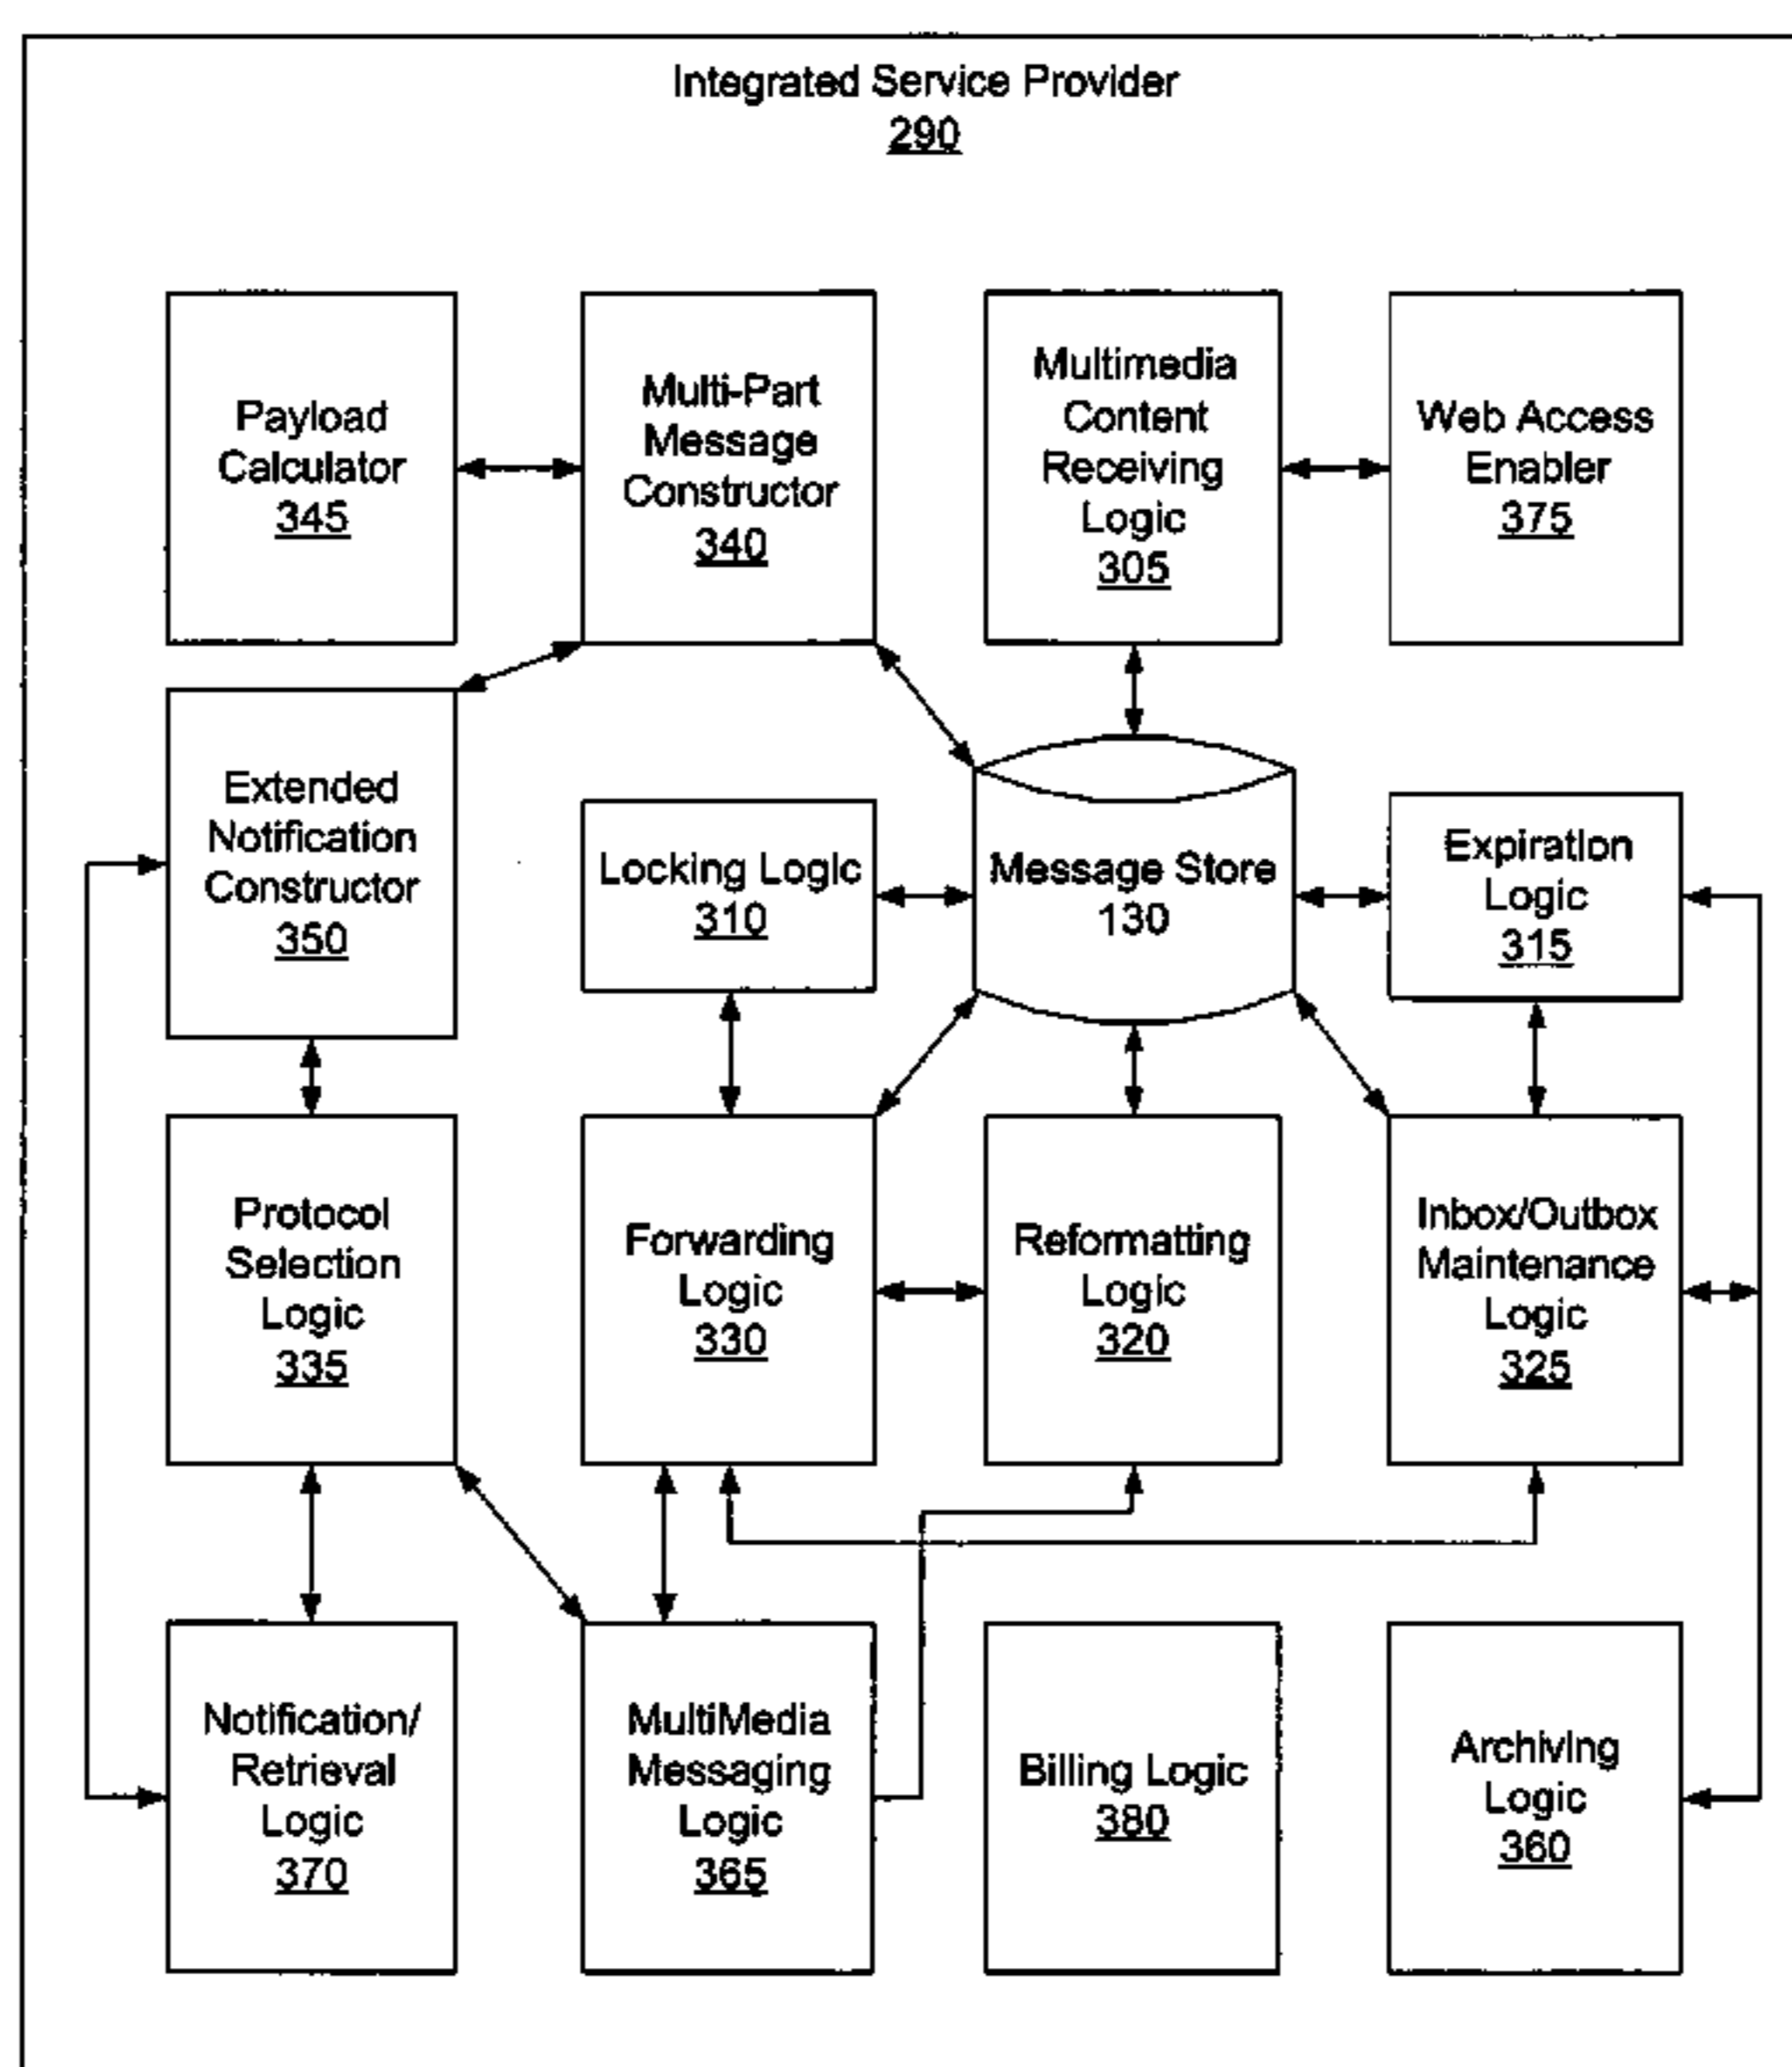 Integrated Service Provider
290
Payload
Calculator
345
Multi-Part
Message
Constructor
340
Multimedia
Content
Receiving
Logic
305
Web Access
Enabler
375
Extended
Notification
Constructor
350
Locking Logic
310
Message Store
130
Expiration
Logic
315
Protocol
Selection
Logic
335
Forwarding
Logic
330
Reformatting
Logic
320
Inbox/Outbox
Maintenance
Logic
325
Notification/
Retrieval
Logic
370
MultiMedia
Messaging
Logic
365
Billing Logic
380
Archiving
Logic
360